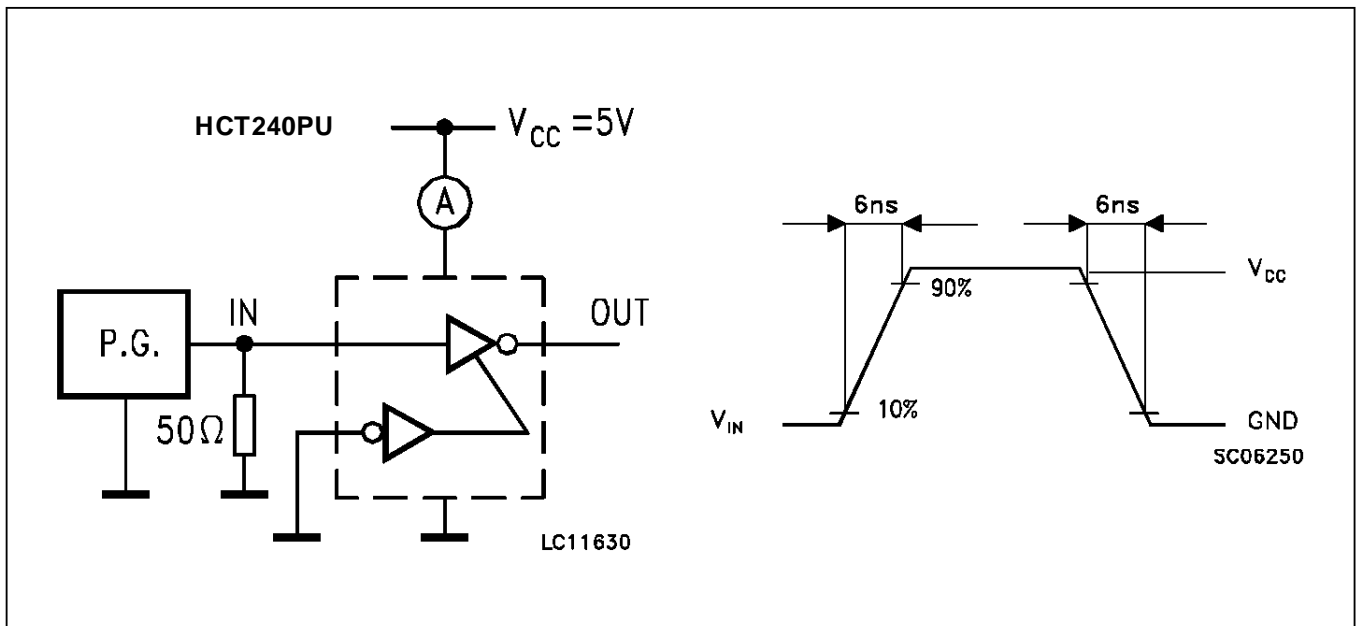 HCT240PU
V_CC =5V
A
P.G.
IN
OUT
50Ω
LC11630
6ns
6ns
90%
10%
V_CC
V_IN
GND
SC06250